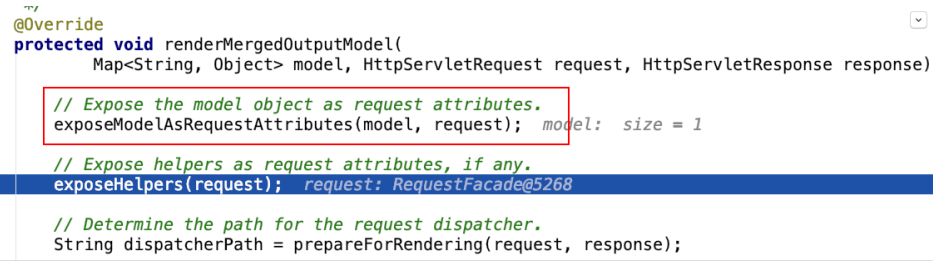 */
@Override
protected void renderMergedOutputModel(
Map<String, Object> model, HttpServletRequest request, HttpServletResponse response)
// Expose the model object as request attributes.
exposeModelAsRequestAttributes(model, request); model: size = 1
// Expose helpers as request attributes, if any.
exposeHelpers(request); request: RequestFacade@5268
// Determine the path for the request dispatcher.
String dispatcherPath = prepareForRendering(request, response);